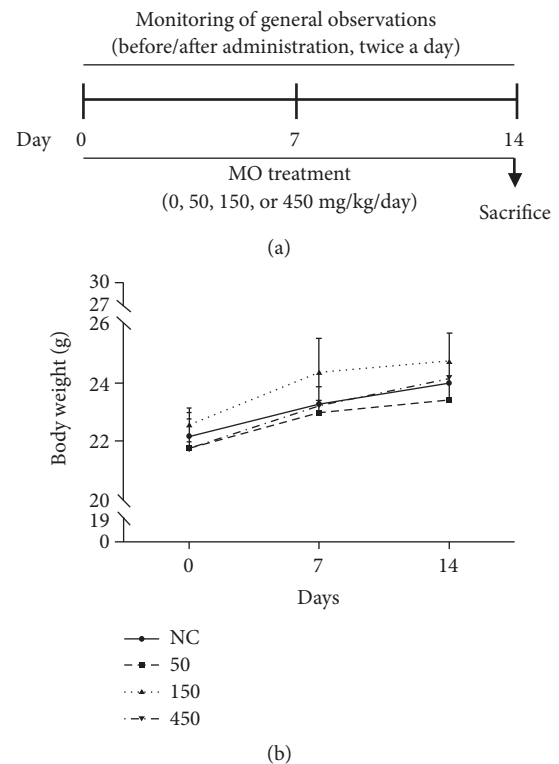 Monitoring of general observations
(before/after administration, twice a day)
Day 0 7 14
MO treatment
(0, 50, 150, or 450 mg/kg/day)
Sacrifice
(a)
30
27
26
24
22
20
19
0
Body weight (g)
0 7 14
Days
NC
50
150
450
(b)